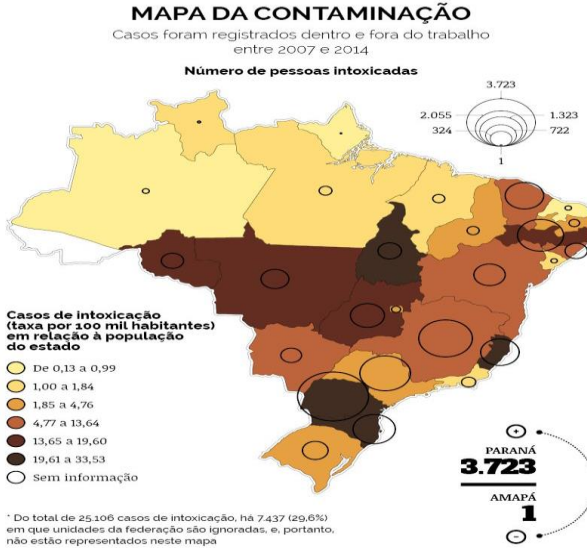 MAPA DA CONTAMINAÇÃO
Casos foram registrados dentro e fora do trabalho
entre 2007 e 2014
Número de pessoas intoxicadas
3.723
2.055
1.323
324
722
1
Casos de intoxicação
(taxa por 100 mil habitantes)
em relação à população
do estado
De 0,13 a 0,99
1,00 a 1,84
1,85 a 4,76
4,77 a 13,64
13,65 a 19,60
19,61 a 33,53
Sem informação
+
PARANÁ
3.723
AMAPÁ
1
−
* Do total de 25.106 casos de intoxicação, há 7.437 (29,6%)
em que unidades da federação são ignoradas, e, portanto,
não estão representados neste mapa